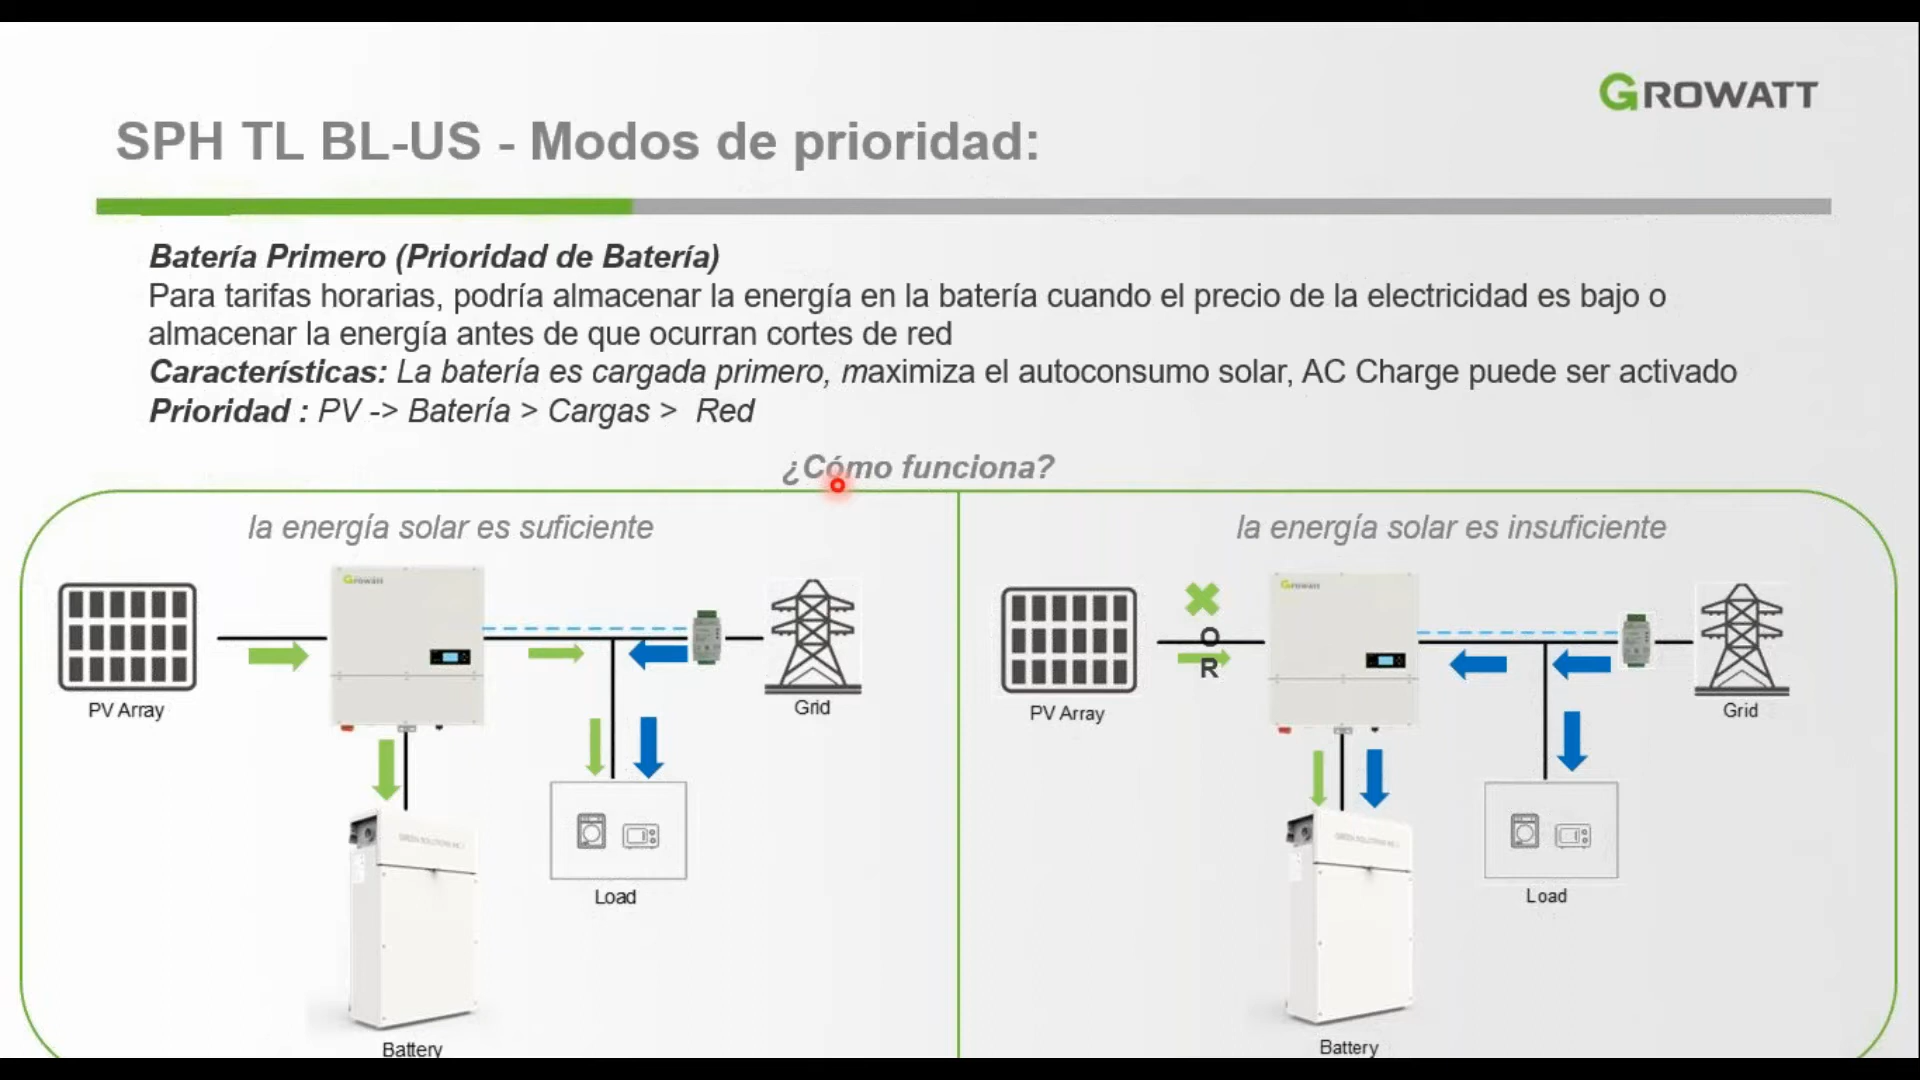 GROWATT
SPH TL BL-US - Modos de prioridad:
Batería Primero (Prioridad de Batería)
Para tarifas horarias, podría almacenar la energía en la batería cuando el precio de la electricidad es bajo o
almacenar la energía antes de que ocurran cortes de red
Características: La batería es cargada primero, maximiza el autoconsumo solar, AC Charge puede ser activado
Prioridad : PV -> Batería > Cargas > Red
¿Cómo funciona?
la energía solar es suficiente
Growatt
PV Array
Grid
Load
Battery
la energía solar es insuficiente
Growatt
O
R
PV Array
Grid
Load
Battery